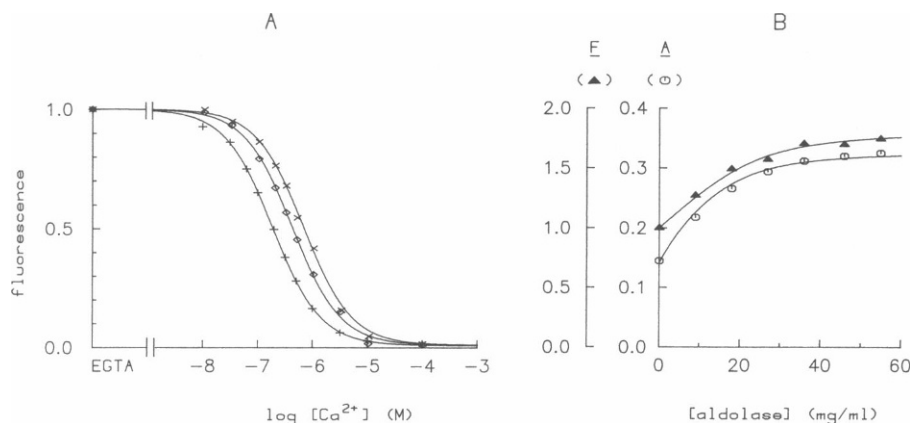 A
B
F A
(▲) (○)
2.0 0.4
1.0
1.5 0.3
fluorescence
0.5
1.0 0.2
0.5 0.1
0.0
0.0 0.0
EGTA -8 -7 -6 -5 -4 -3
0 20 40 60
log [Ca²⁺] (M)
[aldolase] (mg/ml)